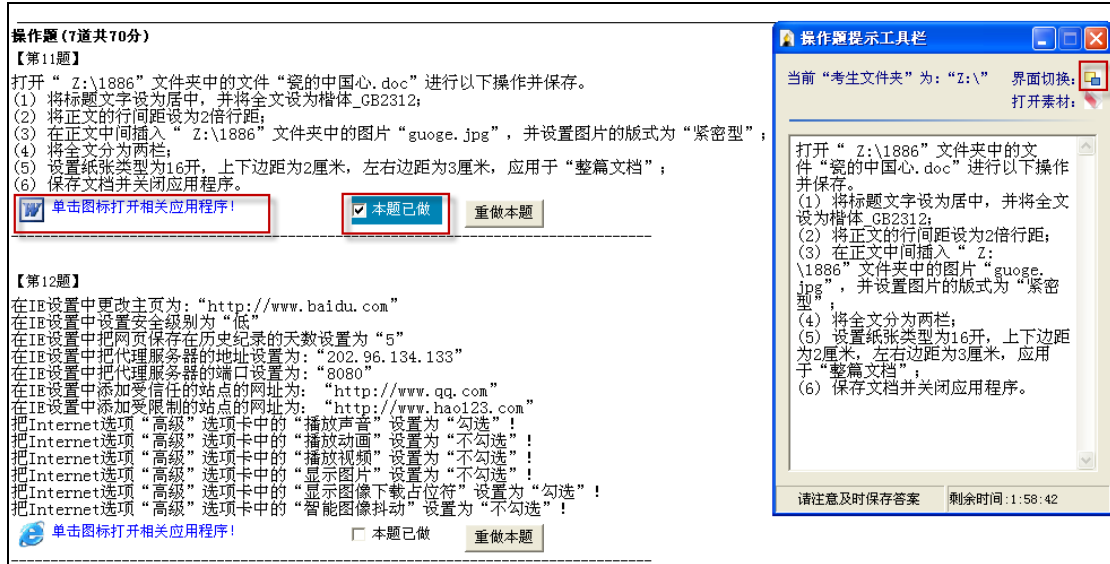 操作题(7道共70分)
【第11题】
打开“ Z:\1886”文件夹中的文件“瓷的中国心.doc”进行以下操作并保存。
(1) 将标题文字设为居中，并将全文设为楷体_GB2312;
(2) 将正文的行间距设为2倍行距;
(3) 在正文中间插入“ Z:\1886”文件夹中的图片“guoge.jpg”，并设置图片的版式为“紧密型”;
(4) 将全文分为两栏;
(5) 设置纸张类型为16开，上下边距为2厘米，左右边距为3厘米，应用于“整篇文档”;
(6) 保存文档并关闭应用程序。
单击图标打开相关应用程序! 本题已做 重做本题
【第12题】
在IE设置中更改主页为:“http://www.baidu.com”
在IE设置中设置安全级别为“低”
在IE设置中把网页保存在历史纪录的天数设置为“5”
在IE设置中把代理服务器的地址设置为:“202.96.134.133”
在IE设置中把代理服务器的端口设置为:“8080”
在IE设置中添加受信任的站点的网址为: “http://www.qq.com”
在IE设置中添加受限制的站点的网址为: “http://www.hao123.com”
把Internet选项“高级”选项卡中的“播放声音”设置为“勾选”!
把Internet选项“高级”选项卡中的“播放动画”设置为“不勾选”!
把Internet选项“高级”选项卡中的“播放视频”设置为“不勾选”!
把Internet选项“高级”选项卡中的“显示图片”设置为“不勾选”!
把Internet选项“高级”选项卡中的“显示图像下载占位符”设置为“勾选”!
把Internet选项“高级”选项卡中的“智能图像抖动”设置为“不勾选”!
单击图标打开相关应用程序! 本题已做 重做本题
操作题提示工具栏
当前“考生文件夹”为:“Z:\” 界面切换:
打开素材:
打开“ Z:\1886”文件夹中的文
件“瓷的中国心.doc”进行以下操作
并保存。
(1) 将标题文字设为居中，并将全文
设为楷体_GB2312;
(2) 将正文的行间距设为2倍行距;
(3) 在正文中间插入“ Z:
\1886”文件夹中的图片“guoge.
jpg”，并设置图片的版式为“紧密
型”;
(4) 将全文分为两栏;
(5) 设置纸张类型为16开，上下边距
为2厘米，左右边距为3厘米，应用
于“整篇文档”;
(6) 保存文档并关闭应用程序。
请注意及时保存答案 剩余时间:1:58:42